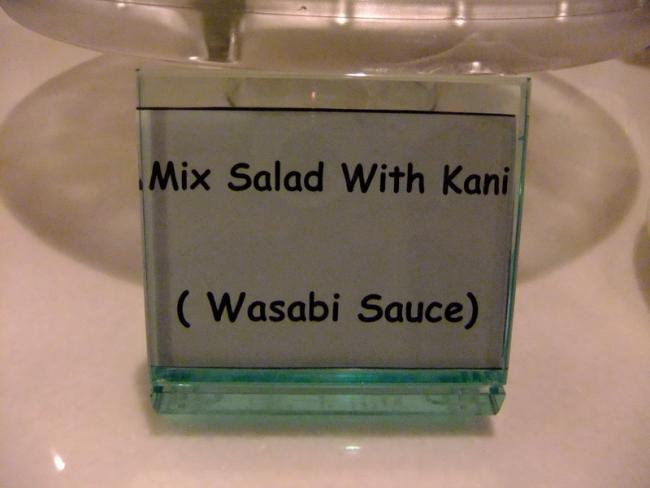 Mix Salad With Kani
( Wasabi Sauce)